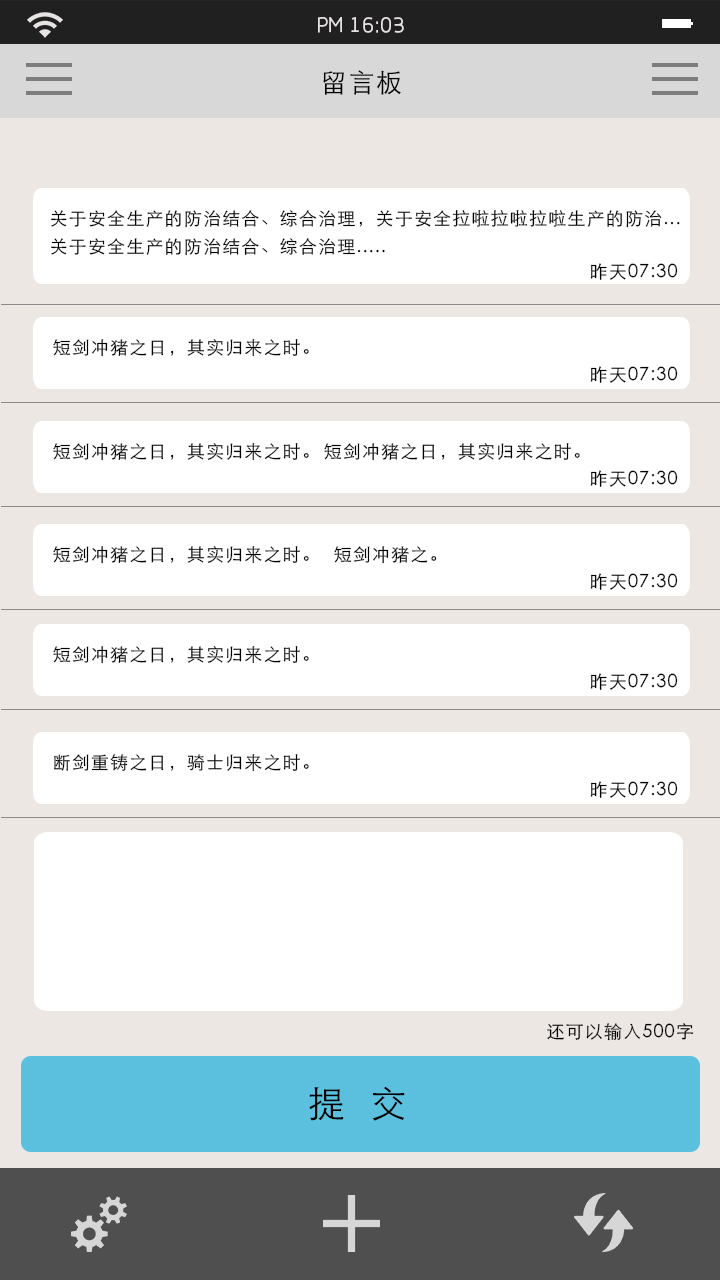 PM 16:03
留言板
关于安全生产的防治结合、综合治理，关于安全拉啦拉啦拉啦生产的防治...
关于安全生产的防治结合、综合治理.....
昨天07:30
短剑冲猪之日，其实归来之时。
昨天07:30
短剑冲猪之日，其实归来之时。短剑冲猪之日，其实归来之时。
昨天07:30
短剑冲猪之日，其实归来之时。 短剑冲猪之。
昨天07:30
短剑冲猪之日，其实归来之时。
昨天07:30
断剑重铸之日，骑士归来之时。
昨天07:30
还可以输入500字
提 交